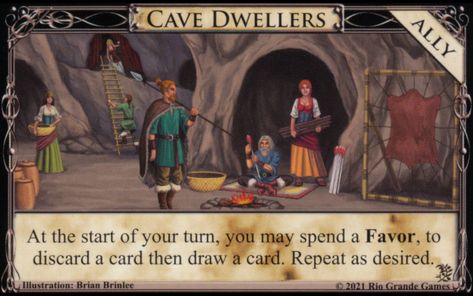 CAVE DWELLERS
ALLY
At the start of your turn, you may spend a Favor, to
discard a card then draw a card. Repeat as desired.
Illustration: Brian Brinlee
© 2021 Rio Grande Games